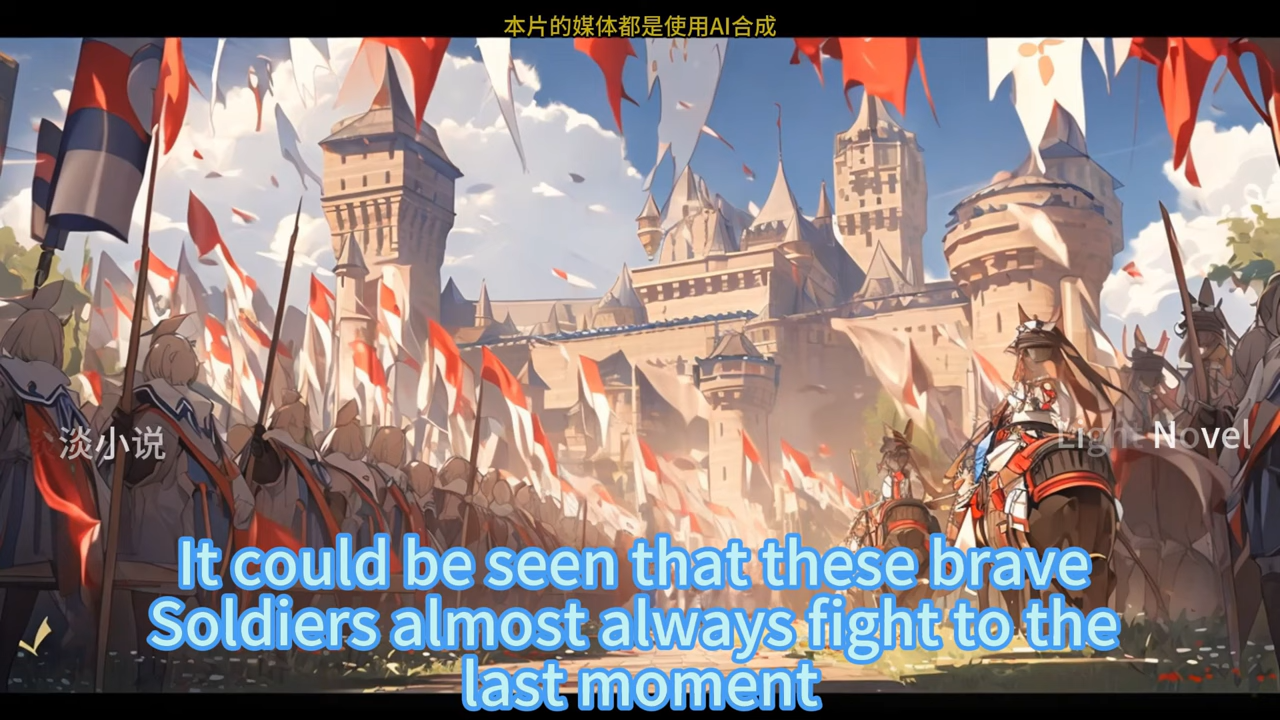 本片的媒体都是使用AI合成
淡小说
Light Novel
It could be seen that these brave
Soldiers almost always fight to the
last moment